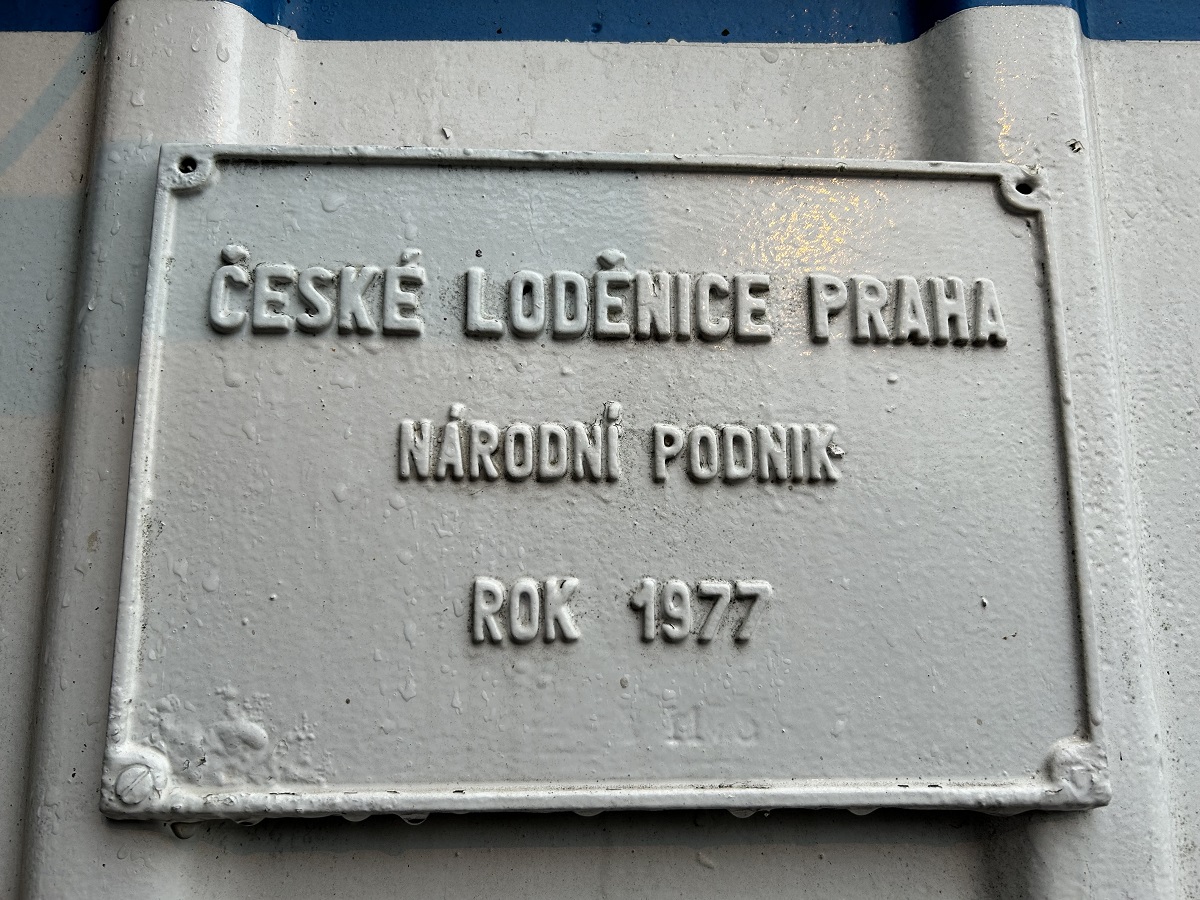 ČESKÉ LODĚNICE PRAHA
NÁRODNÍ PODNIK
ROK 1977